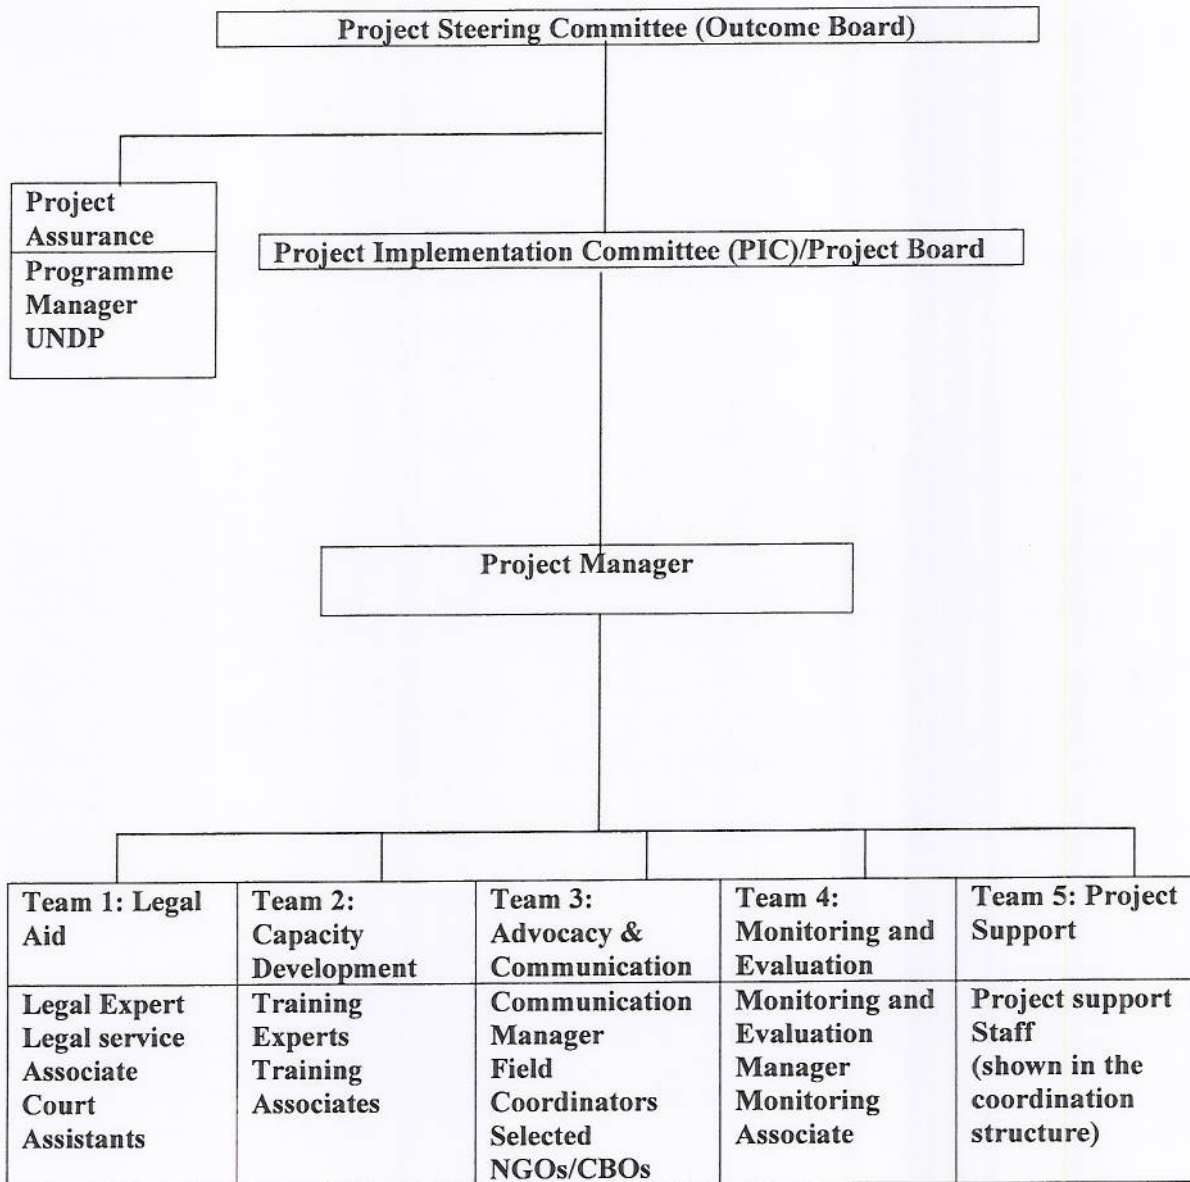 Project Steering Committee (Outcome Board)
Project
Assurance
Programme
Manager
UNDP
Project Implementation Committee (PIC)/Project Board
Project Manager
Team 1: Legal
Aid
Legal Expert
Legal service
Associate
Court
Assistants
Team 2:
Capacity
Development
Training
Experts
Training
Associates
Team 3:
Advocacy &
Communication
Communication
Manager
Field
Coordinators
Selected
NGOs/CBOs
Team 4:
Monitoring and
Evaluation
Monitoring and
Evaluation
Manager
Monitoring
Associate
Team 5: Project
Support
Project support
Staff
(shown in the
coordination
structure)